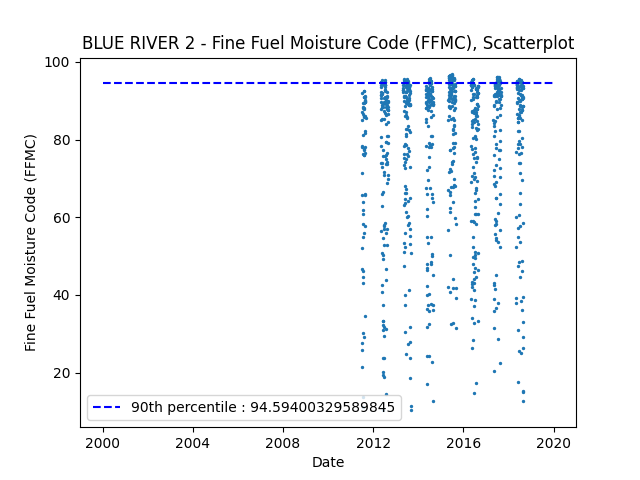 BLUE RIVER 2 - Fine Fuel Moisture Code (FFMC), Scatterplot
100
80
60
40
20
Fine Fuel Moisture Code (FFMC)
90th percentile : 94.59400329589845
2000
2004
2008
2012
2016
2020
Date